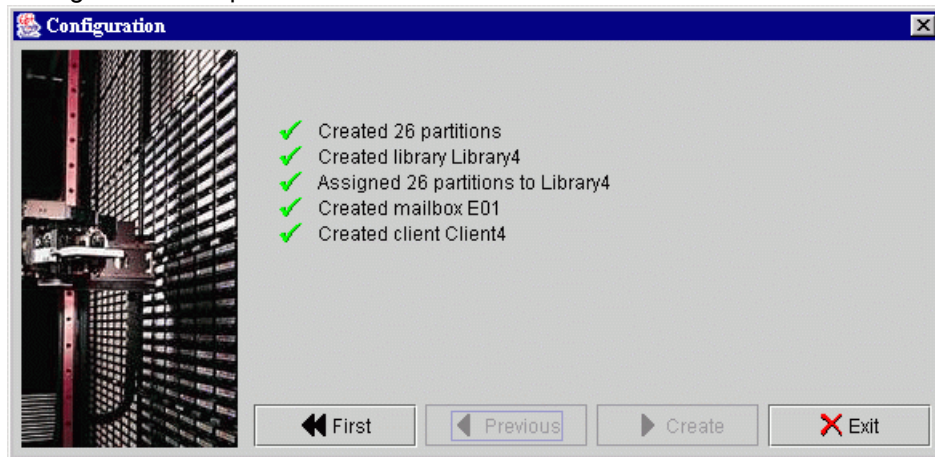 Configuration
Created 26 partitions
Created library Library4
Assigned 26 partitions to Library4
Created mailbox E01
Created client Client4
First
Previous
Create
Exit